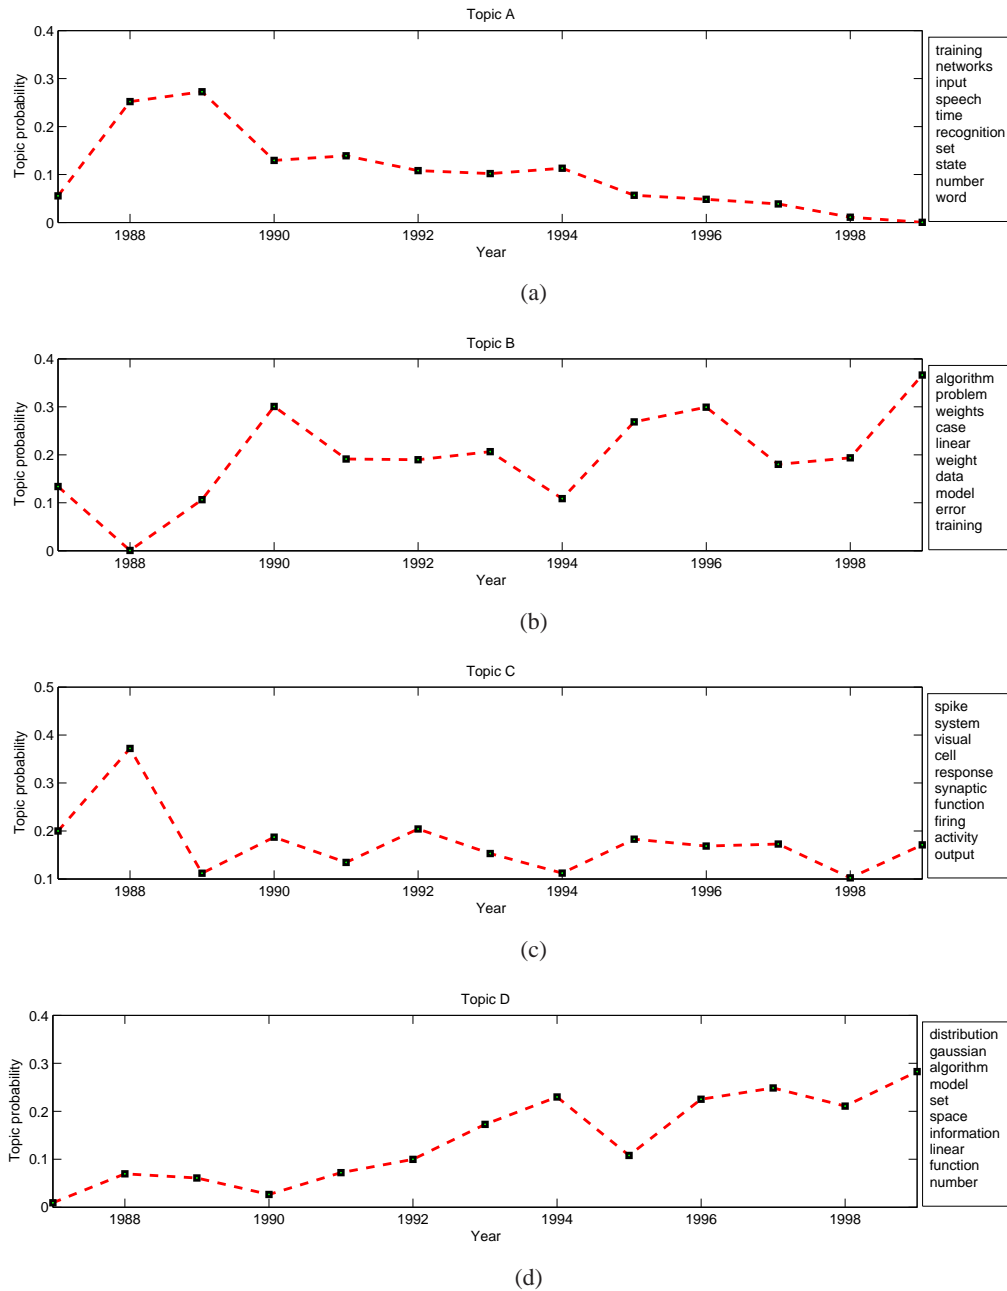 Topic A
0.4
0.3
0.2
0.1
0
Topic probability
1988
1990
1992
1994
1996
1998
Year
training
networks
input
speech
time
recognition
set
state
number
word
(a)
Topic B
0.4
0.3
0.2
0.1
0
Topic probability
1988
1990
1992
1994
1996
1998
Year
algorithm
problem
weights
case
linear
weight
data
model
error
training
(b)
Topic C
0.5
0.4
0.3
0.2
0.1
Topic probability
1988
1990
1992
1994
1996
1998
Year
spike
system
visual
cell
response
synaptic
function
firing
activity
output
(c)
Topic D
0.4
0.3
0.2
0.1
0
Topic probability
1988
1990
1992
1994
1996
1998
Year
distribution
gaussian
algorithm
model
set
space
information
linear
function
number
(d)